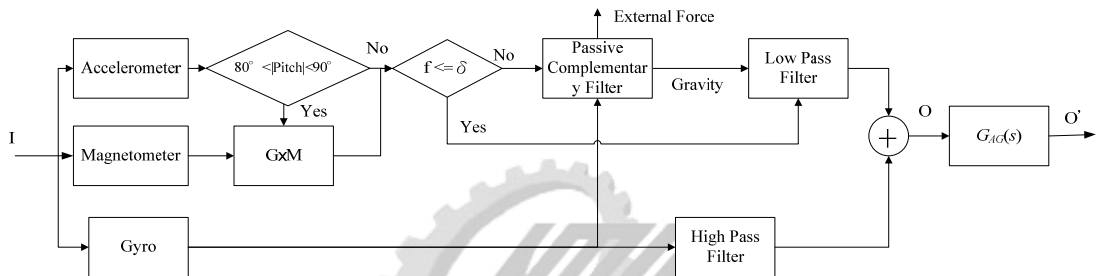 External Force
Accelerometer
80° <|Pitch|<90°
No
f <= δ
No
Passive
Complementar
y Filter
Gravity
Low Pass
Filter
Yes
Yes
I
Magnetometer
GxM
O
G_AG(s)
O'
+
Gyro
High Pass
Filter